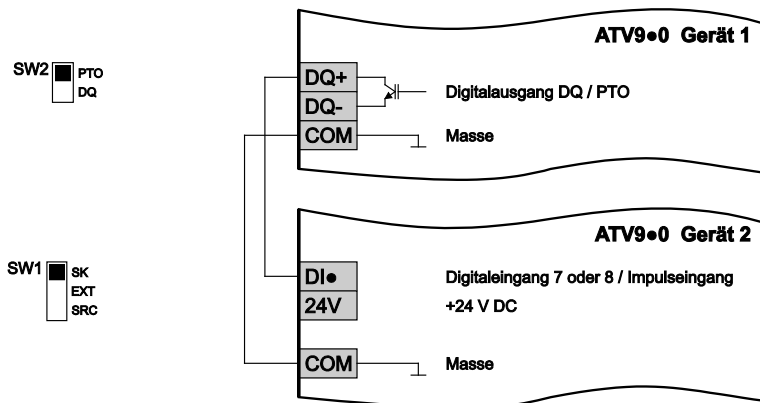 ATV9●0 Gerät 1
SW2
PTO
DQ
DQ+
DQ-
Digitalausgang DQ / PTO
COM
Masse
ATV9●0 Gerät 2
SW1
SK
EXT
SRC
DI●
Digitaleingang 7 oder 8 / Impulseingang
24V
+24 V DC
COM
Masse